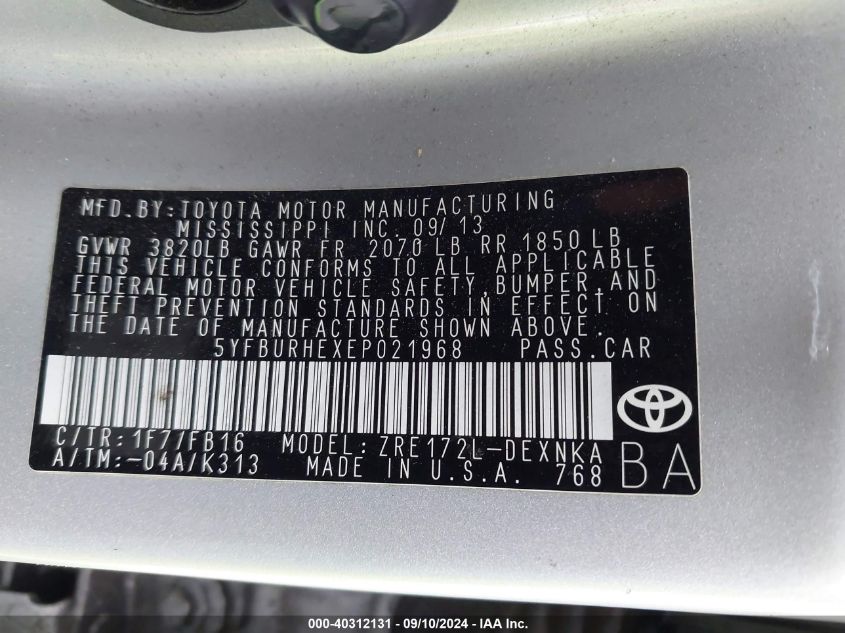 MFD.BY:TOYOTA MOTOR MANUFACTURING
MISSISSIPPI INC. 09/13
GVWR 3820LB GAWR FR 2070LB RR 1850LB
THIS VEHICLE CONFORMS TO ALL APPLICABLE
FEDERAL MOTOR VEHICLE SAFETY,BUMPER,AND
THEFT PREVENTION STANDARDS IN EFFECT ON
THE DATE OF MANUFACTURE SHOWN ABOVE.
5YFBURHEXEP021968 PASS.CAR
C/TR:1F7/FB16 MODEL:ZRE172L-DEXNKA
A/TM:-04A/K313 MADE IN U.S.A. 768
BA
000-40312131 - 09/10/2024 - IAA, Inc.